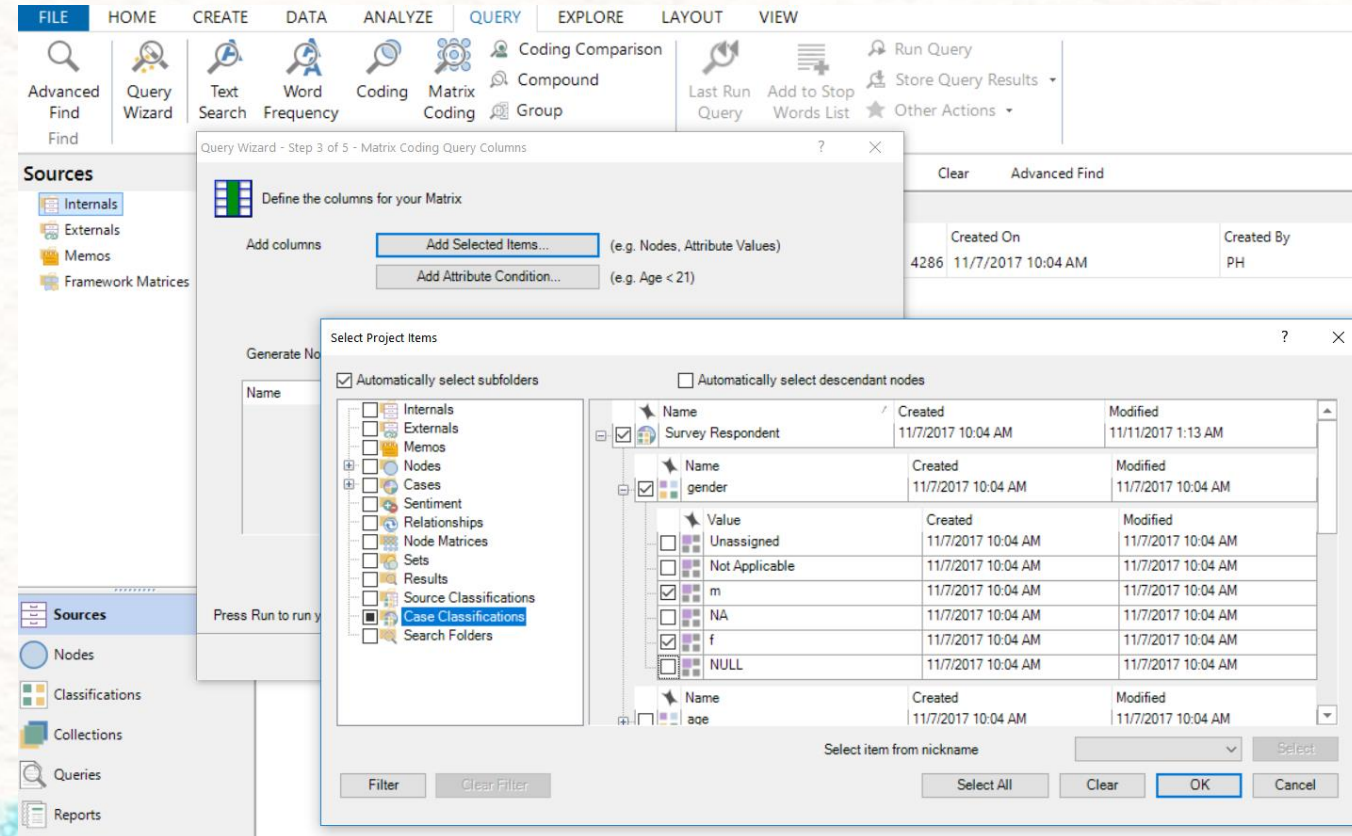 FILE HOME CREATE DATA ANALYZE QUERY EXPLORE LAYOUT VIEW
Advanced Find
Query Wizard
Text Search
Word Frequency
Coding
Matrix Coding
Coding Comparison
Compound
Group
Last Run Query
Add to Stop Words List
Run Query
Store Query Results
Other Actions
Find
Sources
Internals
Externals
Memos
Framework Matrices
Query Wizard - Step 3 of 5 - Matrix Coding Query Columns ?
Define the columns for your Matrix
Add columns Add Selected Items... (e.g. Nodes, Attribute Values)
Add Attribute Condition... (e.g. Age < 21)
Generate No
Name
Press Run to run y
Clear Advanced Find
Created On Created By
4286 11/7/2017 10:04 AM PH
Select Project Items ?
Automatically select subfolders Automatically select descendant nodes
Internals
Externals
Memos
Nodes
Cases
Sentiment
Relationships
Node Matrices
Sets
Results
Source Classifications
Case Classifications
Search Folders
Name Created Modified
Survey Respondent 11/7/2017 10:04 AM 11/11/2017 1:13 AM
Name Created Modified
gender 11/7/2017 10:04 AM 11/7/2017 10:04 AM
Value Created Modified
Unassigned 11/7/2017 10:04 AM 11/7/2017 10:04 AM
Not Applicable 11/7/2017 10:04 AM 11/7/2017 10:04 AM
m 11/7/2017 10:04 AM 11/7/2017 10:04 AM
NA 11/7/2017 10:04 AM 11/7/2017 10:04 AM
f 11/7/2017 10:04 AM 11/7/2017 10:04 AM
NULL 11/7/2017 10:04 AM 11/7/2017 10:04 AM
Name Created Modified
age 11/7/2017 10:04 AM 11/7/2017 10:04 AM
Select item from nickname Select
Filter Clear Filter Select All Clear OK Cancel
Sources
Nodes
Classifications
Collections
Queries
Reports